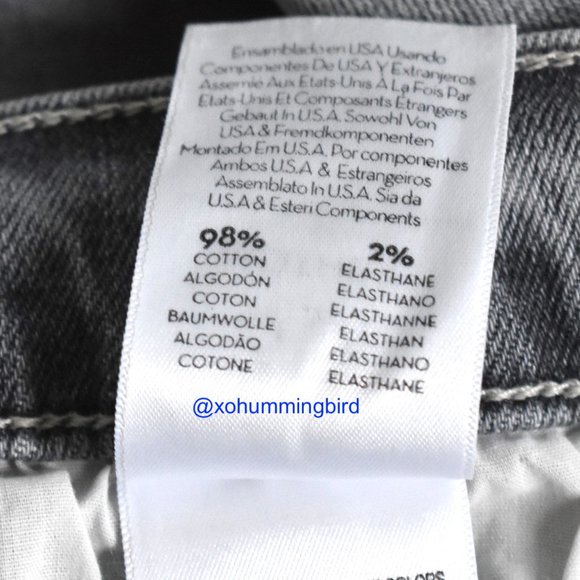 Ensamblado en USA Usando
Componentes De USA Y Extranjeros
Assemié Aux Etats-Unis A La Fois Par
Etats-Unis Et Composants Etrangers
Gebaut In U.S.A. Sowohl Von
USA & Fremdkomponenten
Montado Em U.S.A. Por componentes
Ambos U.S.A & Estrangeiros
Assemblato In U.S.A. Sia da
U.S.A & Esteri Components
98% 2%
COTTON ELASTHANE
ALGODÓN ELASTHANO
COTON ELASTHANNE
BAUMWOLLE ELASTHAN
ALGODÃO ELASTHANO
COTONE ELASTHANE
@xohummingbird